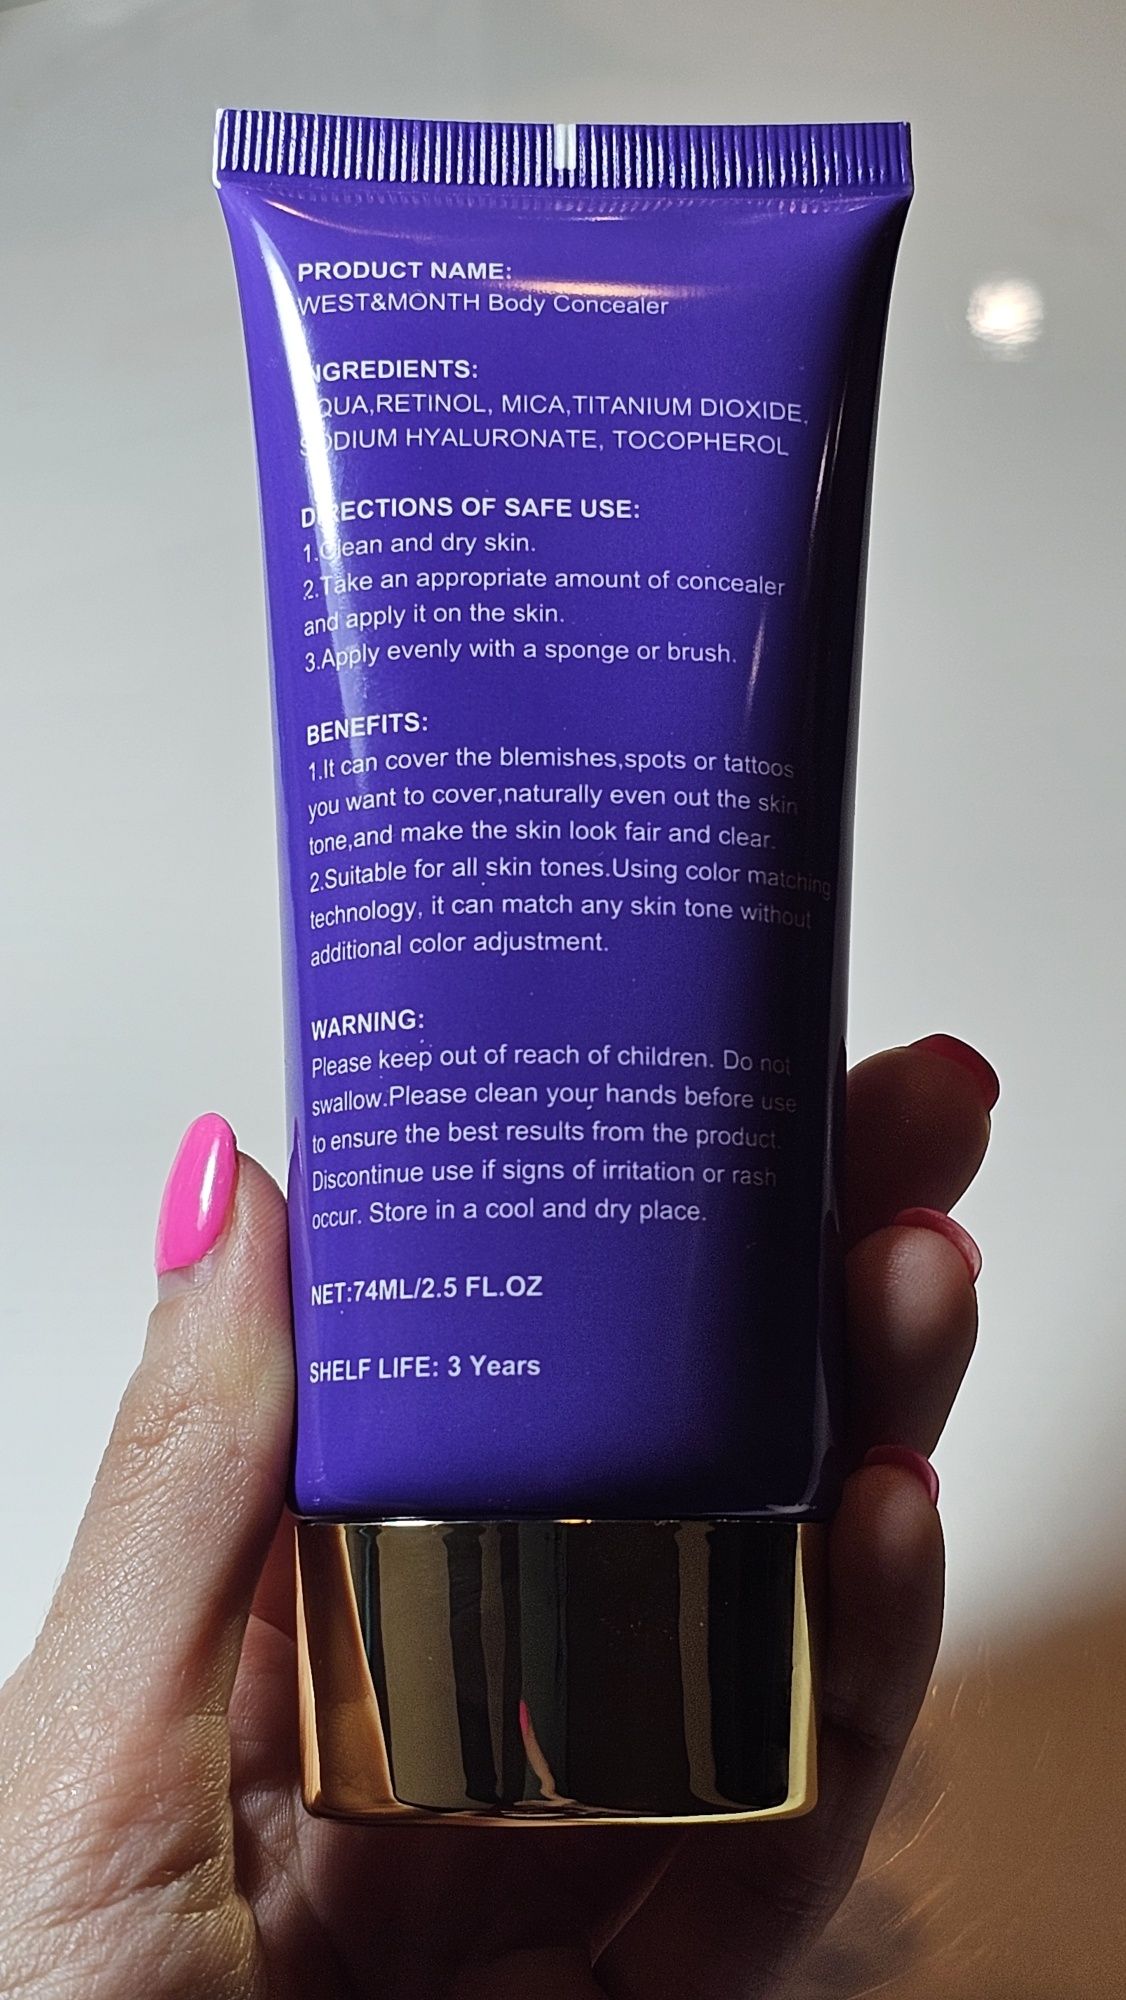 PRODUCT NAME:
WEST&MONTH Body Concealer
INGREDIENTS:
AQUA,RETINOL, MICA,TITANIUM DIOXIDE,
SODIUM HYALURONATE, TOCOPHEROL
DIRECTIONS OF SAFE USE:
1.Clean and dry skin.
2.Take an appropriate amount of concealer
and apply it on the skin.
3.Apply evenly with a sponge or brush.
BENEFITS:
1.It can cover the blemishes,spots or tattoos
you want to cover,naturally even out the skin
tone,and make the skin look fair and clear.
2.Suitable for all skin tones.Using color matching
technology, it can match any skin tone without
additional color adjustment.
WARNING:
Please keep out of reach of children. Do not
swallow.Please clean your hands before use
to ensure the best results from the product.
Discontinue use if signs of irritation or rash
occur. Store in a cool and dry place.
NET:74ML/2.5 FL.OZ
SHELF LIFE: 3 Years